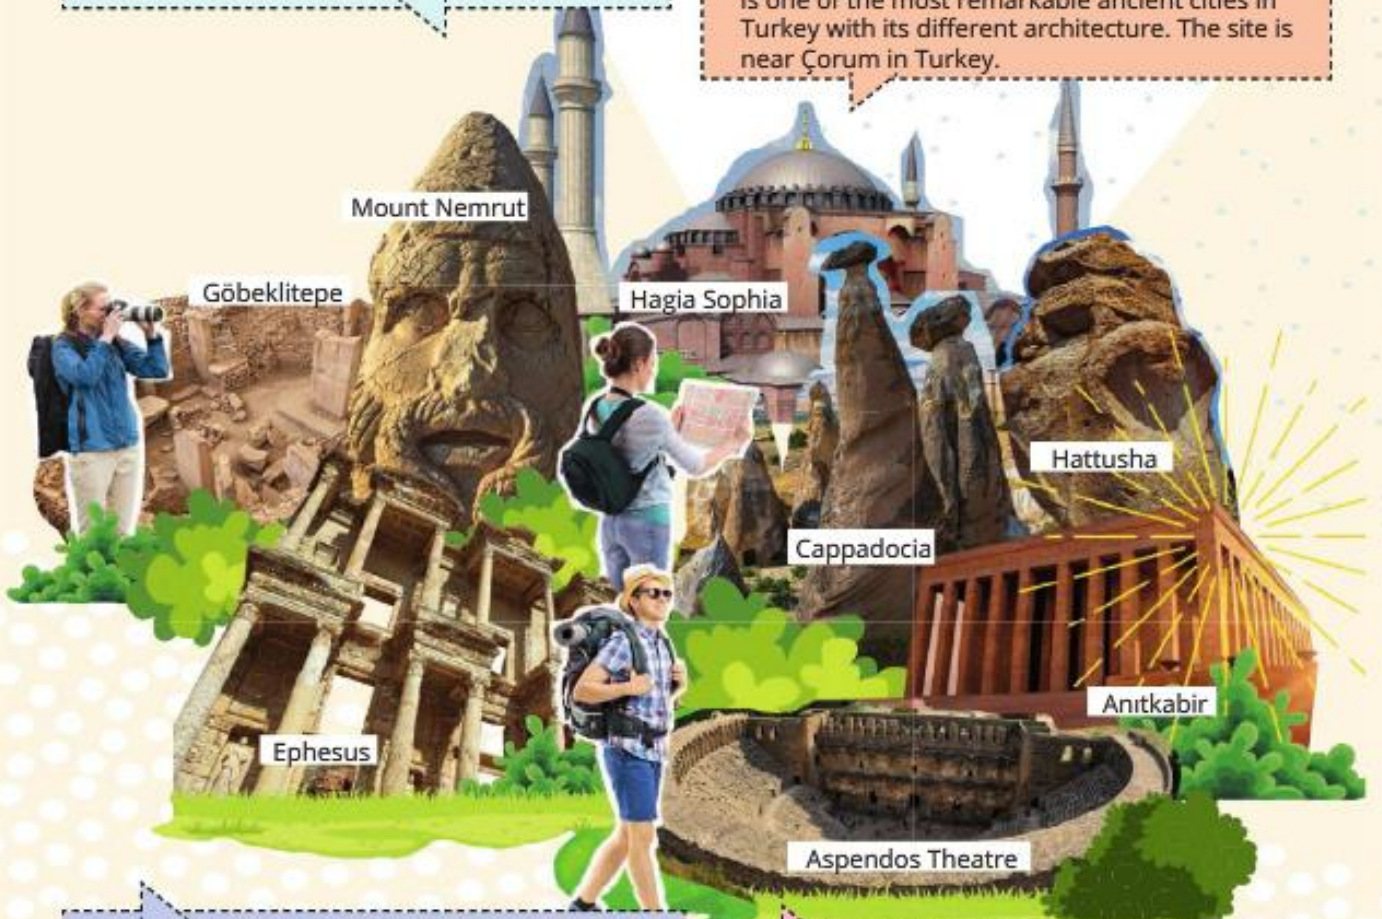 is one of the most remarkable ancient cities in
Turkey with its different architecture. The site is
near Çorum in Turkey.
Mount Nemrut
Göbeklitepe
Hagia Sophia
Hattusha
Cappadocia
Anıtkabir
Ephesus
Aspendos Theatre